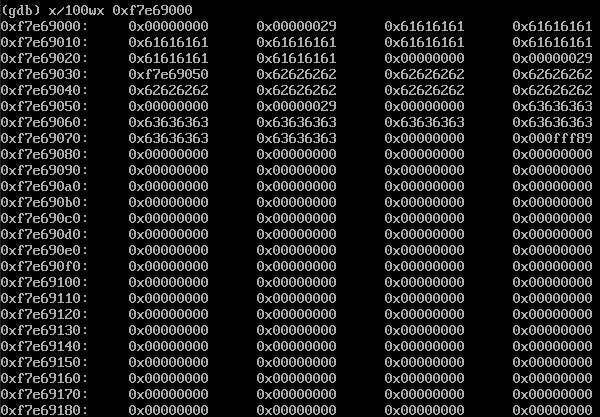 (gdb) x/100wx 0xf7e69000
0xf7e69000: 0x00000000 0x00000029 0x61616161 0x61616161
0xf7e69010: 0x61616161 0x61616161 0x61616161 0x61616161
0xf7e69020: 0x61616161 0x61616161 0x00000000 0x00000029
0xf7e69030: 0xf7e69050 0x62626262 0x62626262 0x62626262
0xf7e69040: 0x62626262 0x62626262 0x62626262 0x62626262
0xf7e69050: 0x00000000 0x00000029 0x00000000 0x63636363
0xf7e69060: 0x63636363 0x63636363 0x63636363 0x63636363
0xf7e69070: 0x63636363 0x63636363 0x00000000 0x000fff89
0xf7e69080: 0x00000000 0x00000000 0x00000000 0x00000000
0xf7e69090: 0x00000000 0x00000000 0x00000000 0x00000000
0xf7e690a0: 0x00000000 0x00000000 0x00000000 0x00000000
0xf7e690b0: 0x00000000 0x00000000 0x00000000 0x00000000
0xf7e690c0: 0x00000000 0x00000000 0x00000000 0x00000000
0xf7e690d0: 0x00000000 0x00000000 0x00000000 0x00000000
0xf7e690e0: 0x00000000 0x00000000 0x00000000 0x00000000
0xf7e690f0: 0x00000000 0x00000000 0x00000000 0x00000000
0xf7e69100: 0x00000000 0x00000000 0x00000000 0x00000000
0xf7e69110: 0x00000000 0x00000000 0x00000000 0x00000000
0xf7e69120: 0x00000000 0x00000000 0x00000000 0x00000000
0xf7e69130: 0x00000000 0x00000000 0x00000000 0x00000000
0xf7e69140: 0x00000000 0x00000000 0x00000000 0x00000000
0xf7e69150: 0x00000000 0x00000000 0x00000000 0x00000000
0xf7e69160: 0x00000000 0x00000000 0x00000000 0x00000000
0xf7e69170: 0x00000000 0x00000000 0x00000000 0x00000000
0xf7e69180: 0x00000000 0x00000000 0x00000000 0x00000000